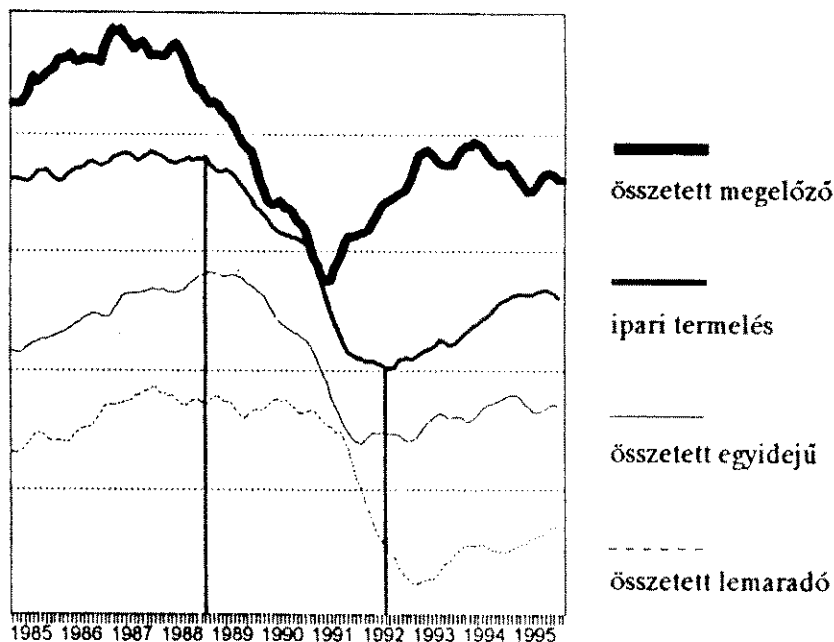 összetett megelőző
ipari termelés
összetett egyidejű
összetett lemaradó
1985 1986 1987 1988 1989 1990 1991 1992 1993 1994 1995